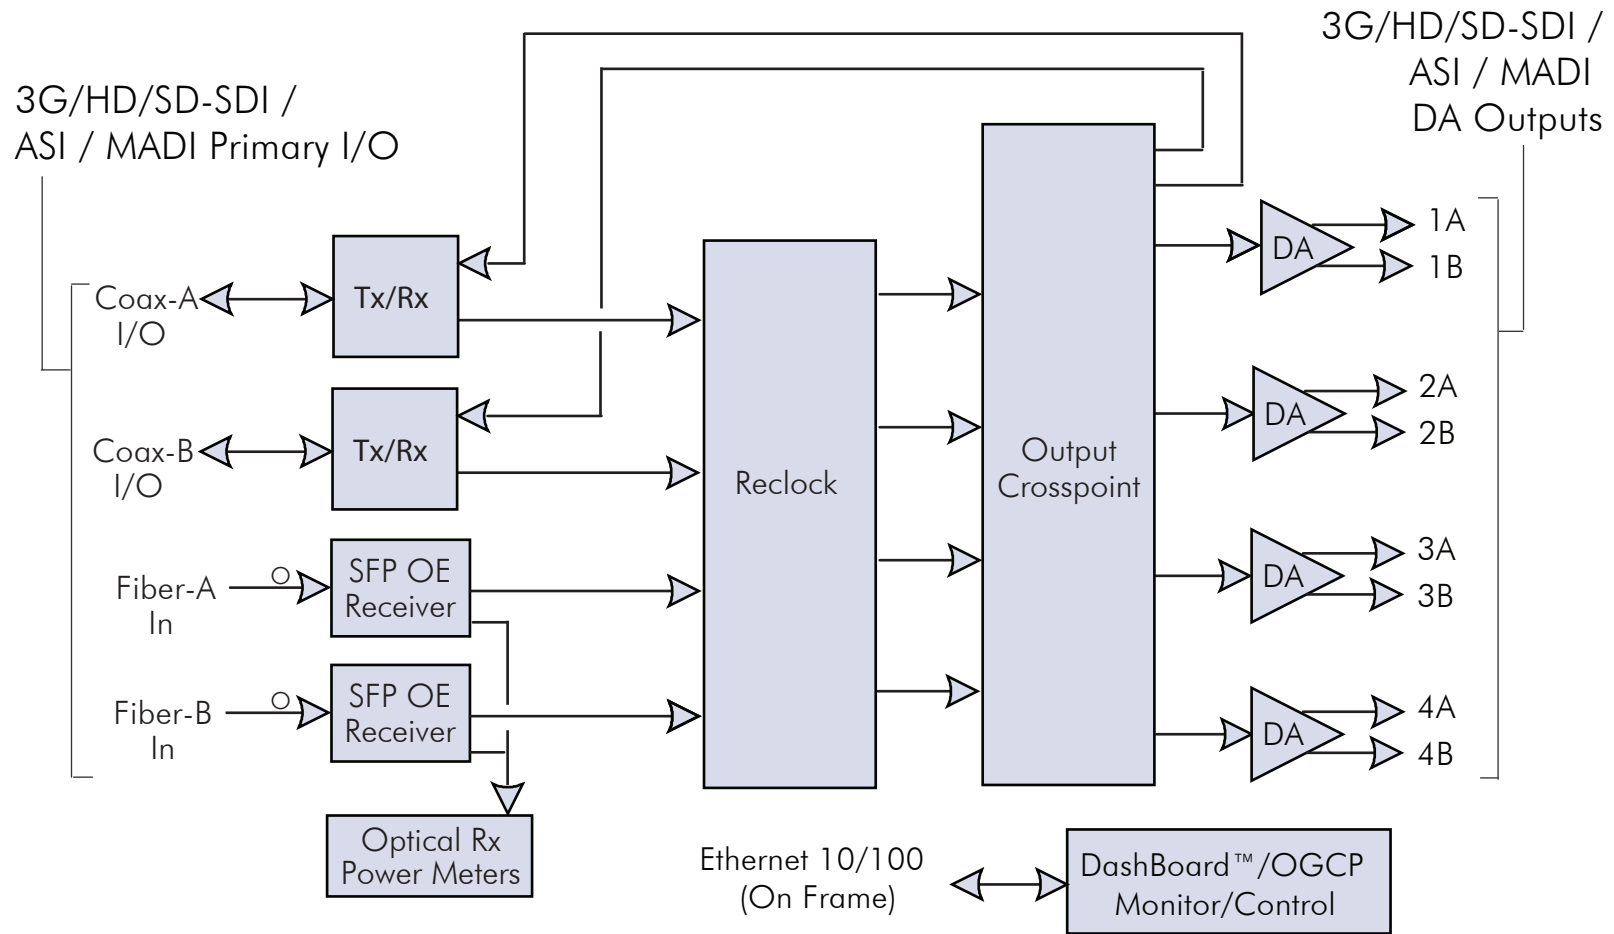 3G/HD/SD-SDI /
ASI / MADI Primary I/O
3G/HD/SD-SDI /
ASI / MADI
DA Outputs
Coax-A
I/O
Tx/Rx
Coax-B
I/O
Tx/Rx
Fiber-A
In
SFP OE
Receiver
Fiber-B
In
SFP OE
Receiver
Optical Rx
Power Meters
Reclock
Output
Crosspoint
DA
1A
1B
DA
2A
2B
DA
3A
3B
DA
4A
4B
Ethernet 10/100
(On Frame)
DashBoard™/OGCP
Monitor/Control